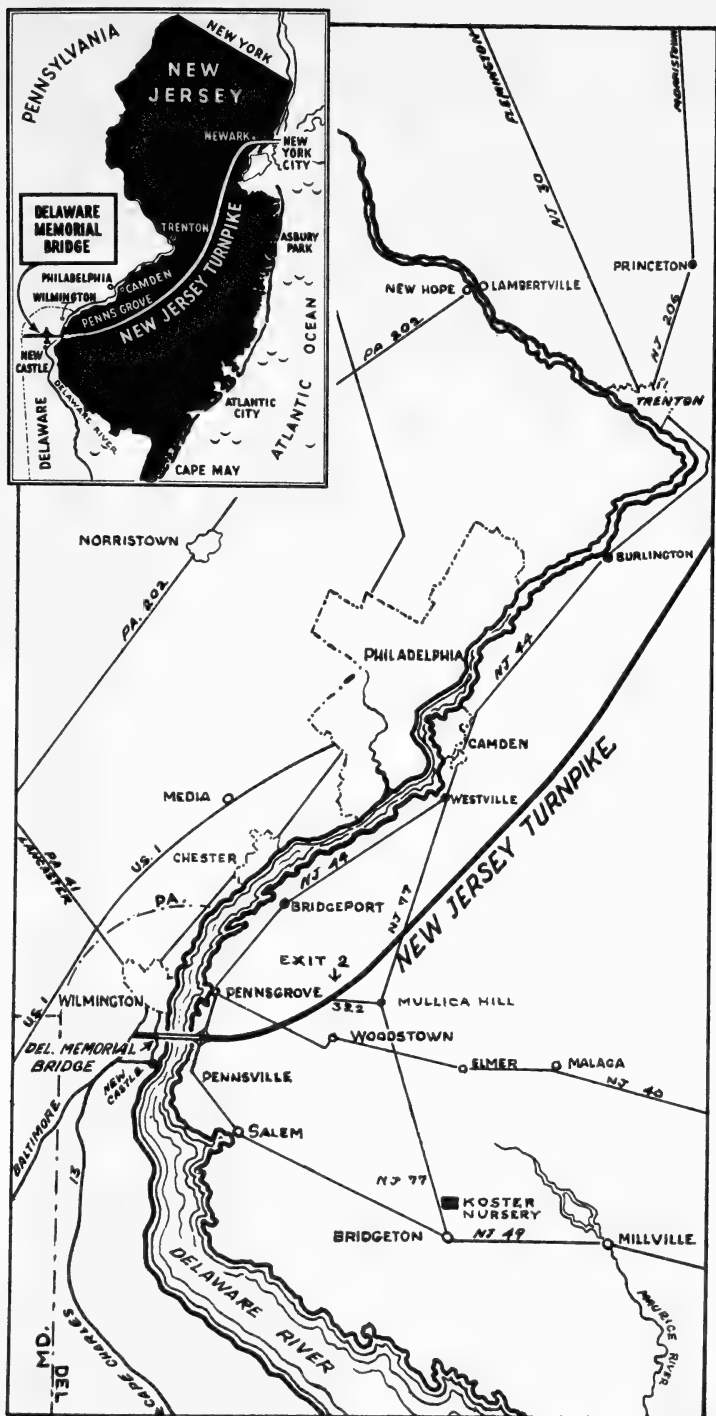 PENNSYLVANIA
NEW YORK
NEW
JERSEY
NEWARK
NEW
YORK
CITY
DELAWARE
MEMORIAL
BRIDGE
TRENTON
ASBURY
PARK
PHILADELPHIA
CAMDEN
WILMINGTON
PENNS GROVE
NEW JERSEY TURNPIKE
NEW
CASTLE
DELAWARE
DELAWARE RIVER
ATLANTIC
CITY
ATLANTIC OCEAN
CAPE MAY
PENNINGTON
MORRISTOWN
NJ 30
PRINCETON
NEW HOPE
LAMBERTVILLE
PA 202
NJ 206
TRENTON
NORRISTOWN
PA. 202
BURLINGTON
PHILADELPHIA
NJ 44
CAMDEN
MEDIA
WESTVILLE
NEW JERSEY TURNPIKE
PA 41
LANCASTER
U.S. 1
CHESTER
NJ 44
PA.
BRIDGEPORT
NJ 77
EXIT 2
WILMINGTON
PENNSGROVE
322
MULLICA HILL
U.S. 1
DEL. MEMORIAL
BRIDGE
WOODSTOWN
NEW
CASTLE
PENNSVILLE
ELMER
MALAGA
NJ 40
BALTIMORE
SALEM
13
NJ 77
KOSTER
NURSERY
BRIDGETON
NJ 49
MILLVILLE
DELAWARE
RIVER
MAURICE
RIVER
MD.
DEL
CAPE CHARLES